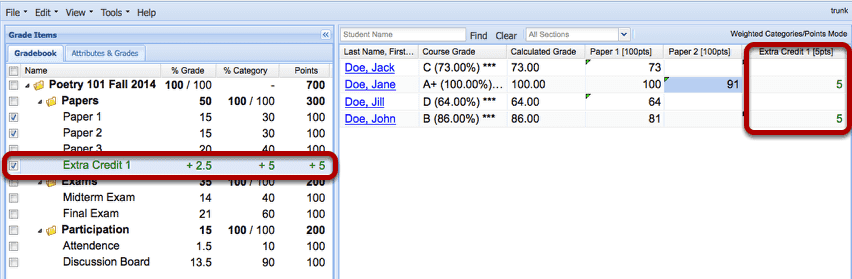 File Edit View Tools Help trunk
Grade Items
Gradebook Attributes & Grades
Name % Grade % Category Points
Poetry 101 Fall 2014 100 / 100 - 700
Papers 50 100 / 100 300
Paper 1 15 30 100
Paper 2 15 30 100
Paper 3 20 40 100
Extra Credit 1 + 2.5 + 5 + 5
Exams 35 100 / 100 200
Midterm Exam 14 40 100
Final Exam 21 60 100
Participation 15 100 / 100 200
Attendence 1.5 10 100
Discussion Board 13.5 90 100
Student Name Find Clear All Sections Weighted Categories/Points Mode
Last Name, First... Course Grade Calculated Grade Paper 1 [100pts] Paper 2 [100pts] Extra Credit 1 [5pts]
Doe, Jack C (73.00%) *** 73.00 73
Doe, Jane A+ (100.00%)... 100.00 100 91 5
Doe, Jill D (64.00%) *** 64.00 64
Doe, John B (86.00%) *** 86.00 81 5